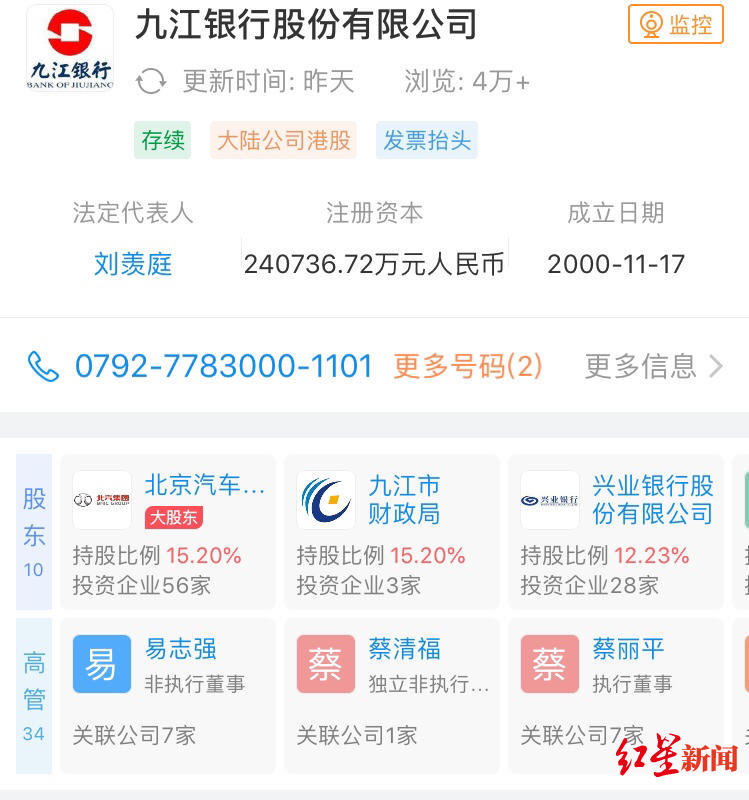 九江银行股份有限公司
监控
九江银行
BANK OF JIUJIANG
更新时间: 昨天 浏览: 4万+
存续 大陆公司港股 发票抬头
法定代表人 注册资本 成立日期
刘羡庭 240736.72万元人民币 2000-11-17
0792-7783000-1101 更多号码(2) 更多信息
股东
10
北汽集团
BAIC GROUP
北京汽车...
大股东
持股比例 15.20%
投资企业56家
九江市
财政局
持股比例 15.20%
投资企业3家
兴业银行
兴业银行股
份有限公司
持股比例 12.23%
投资企业28家
高管
34
易
易志强
非执行董事
关联公司7家
蔡
蔡清福
独立非执行...
关联公司1家
蔡
蔡丽平
执行董事
关联公司7家
红星新闻